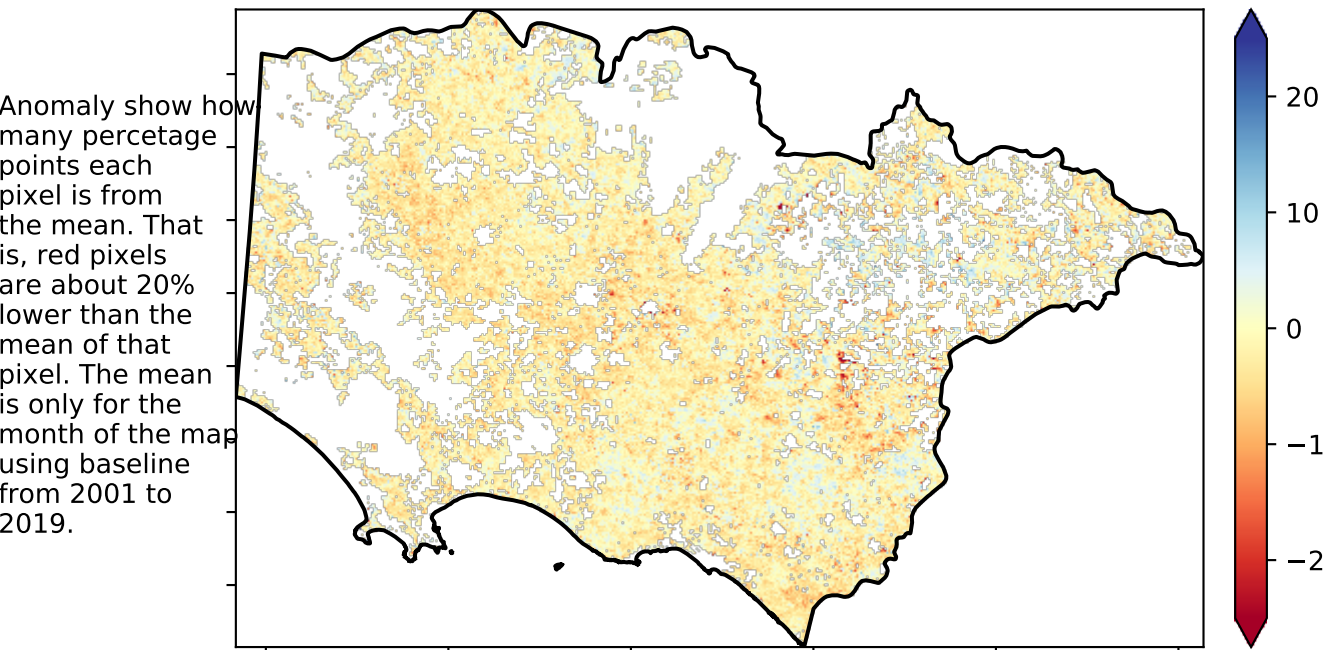 Anomaly show how
many percetage
points each
pixel is from
the mean. That
is, red pixels
are about 20%
lower than the
mean of that
pixel. The mean
is only for the
month of the map
using baseline
from 2001 to
2019.
20
10
0
−1
−2